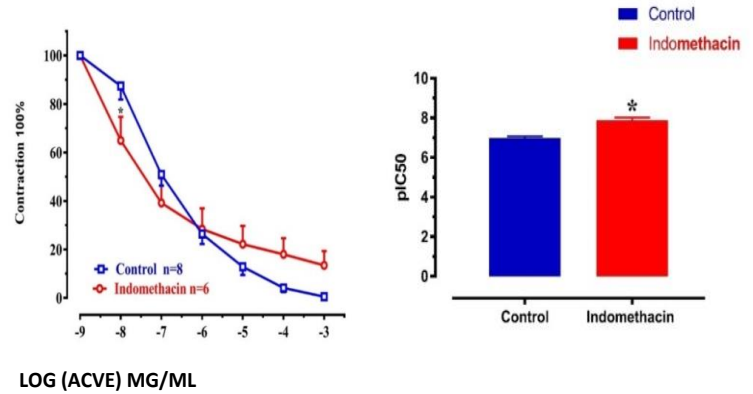 Control
Indomethacin
Contraction 100%
100
80
60
40
20
0
*
Control n=8
Indomethacin n=6
-9 -8 -7 -6 -5 -4 -3
LOG (ACVE) MG/ML
pIC50
10
8
6
4
2
0
*
Control Indomethacin